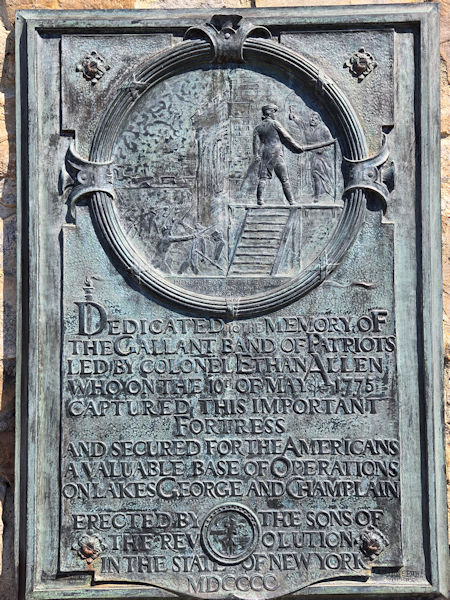 DEDICATED TO THE MEMORY OF
THE GALLANT BAND OF PATRIOTS
LED BY COLONEL ETHAN ALLEN
WHO ON THE 10th OF MAY 1775
CAPTURED THIS IMPORTANT
FORTRESS
AND SECURED FOR THE AMERICANS
A VALUABLE BASE OF OPERATIONS
ON LAKES GEORGE AND CHAMPLAIN
ERECTED BY THE SONS OF
THE REVOLUTION
IN THE STATE OF NEW YORK
MDCCCC